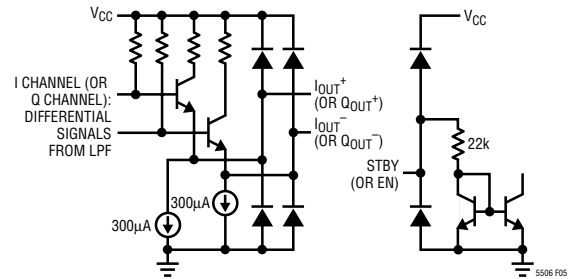 V_CC
I CHANNEL (OR
Q CHANNEL):
DIFFERENTIAL
SIGNALS
FROM LPF
I_OUT^+
(OR Q_OUT^+)
I_OUT^–
(OR Q_OUT^–)
300µA
300µA
V_CC
22k
STBY
(OR EN)
5506 F05